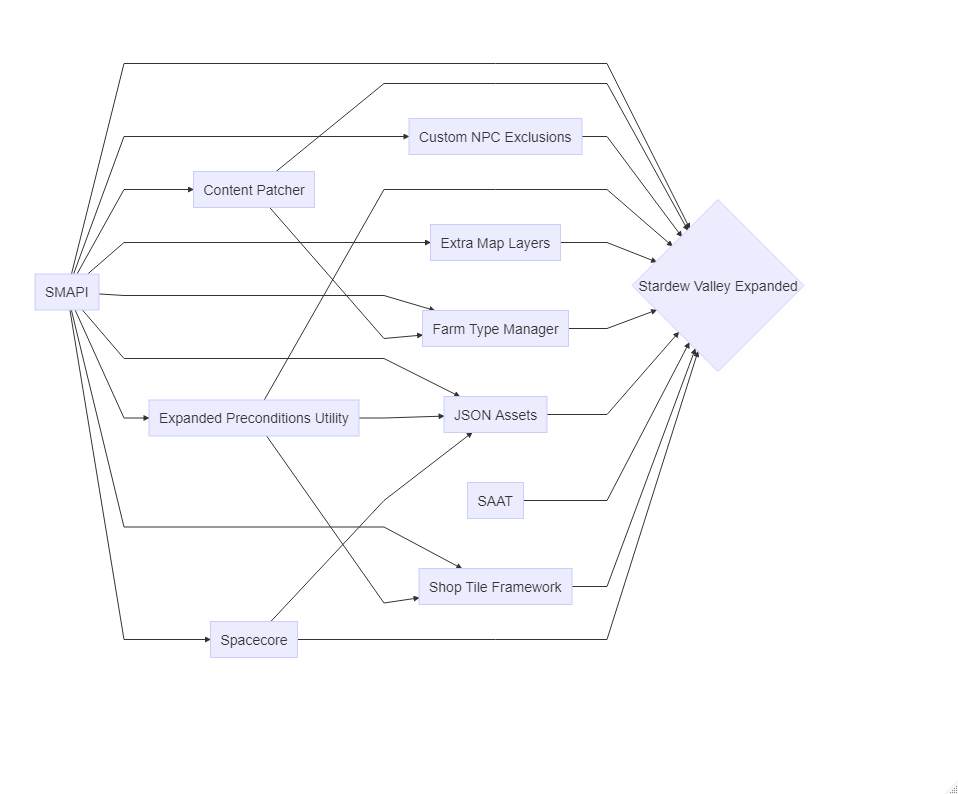 Custom NPC Exclusions
Content Patcher
Extra Map Layers
SMAPI
Stardew Valley Expanded
Farm Type Manager
Expanded Preconditions Utility
JSON Assets
SAAT
Shop Tile Framework
Spacecore